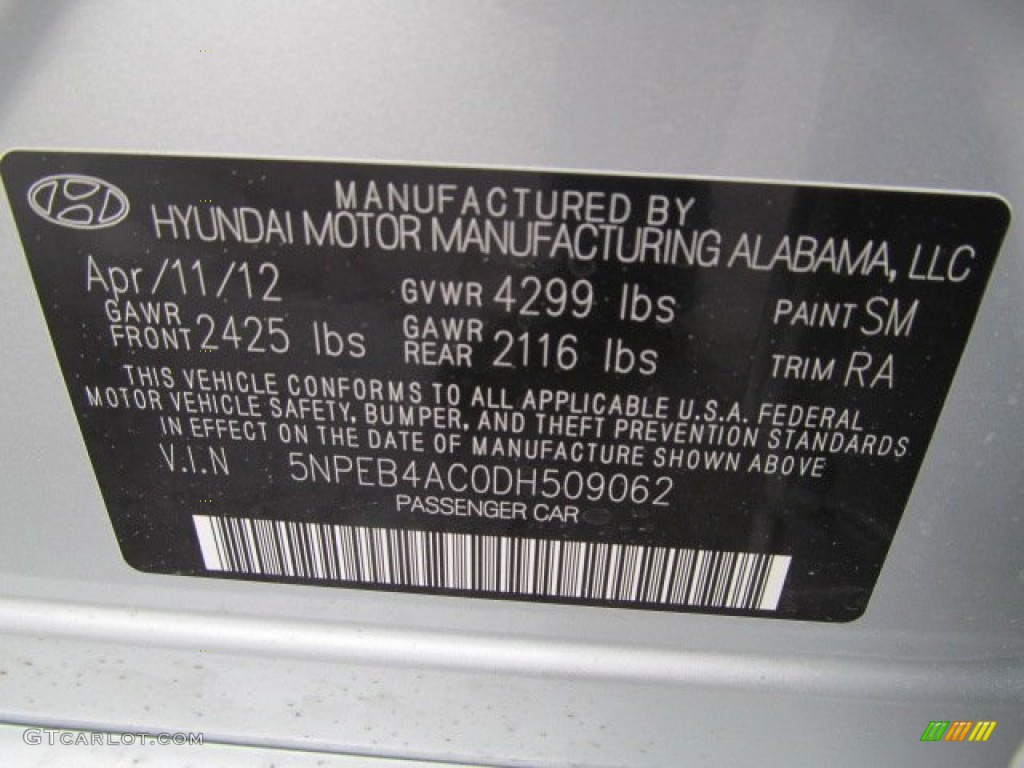 MANUFACTURED BY
HYUNDAI MOTOR MANUFACTURING ALABAMA, LLC
Apr/11/12 GVWR 4299 lbs PAINT SM
GAWR FRONT 2425 lbs GAWR REAR 2116 lbs TRIM RA
THIS VEHICLE CONFORMS TO ALL APPLICABLE U.S.A. FEDERAL
MOTOR VEHICLE SAFETY, BUMPER, AND THEFT PREVENTION STANDARDS
IN EFFECT ON THE DATE OF MANUFACTURE SHOWN ABOVE
V.I.N 5NPEB4AC0DH509062
PASSENGER CAR
GTCARLOT.COM